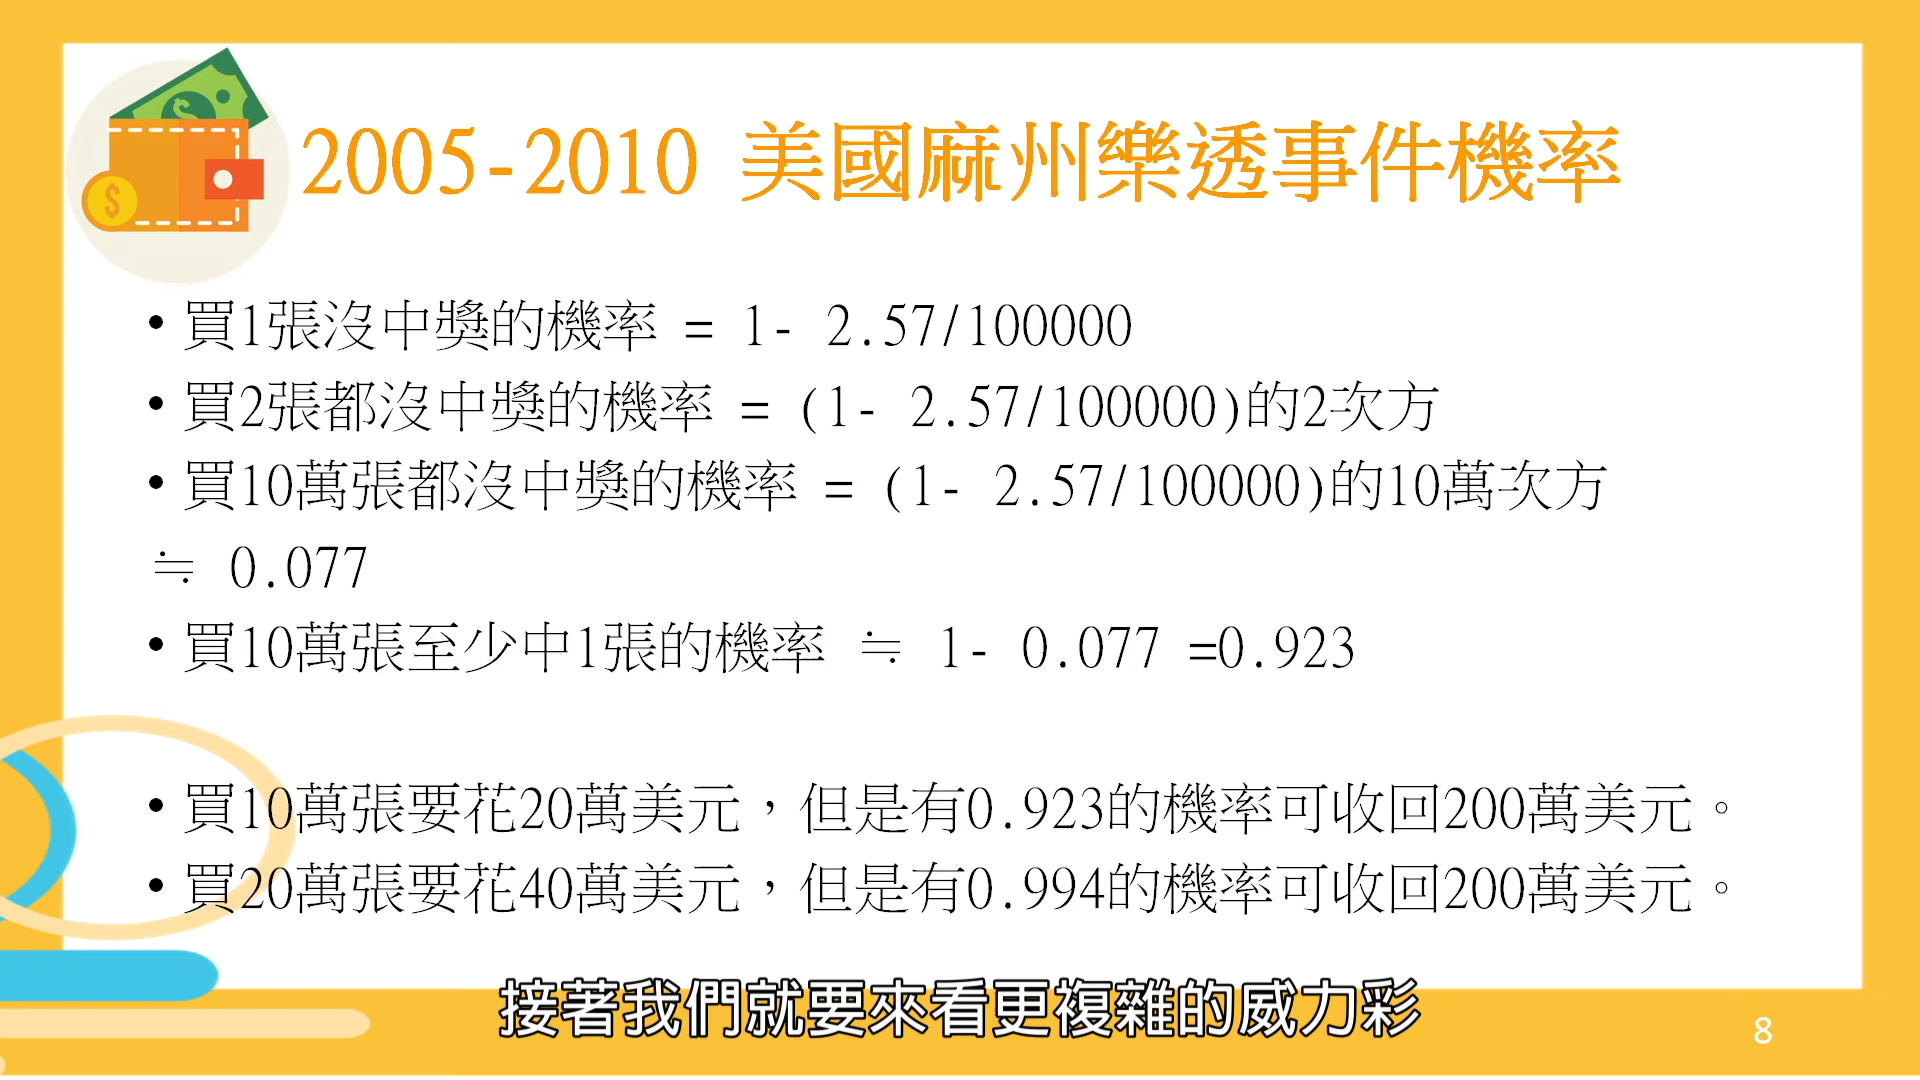 2005-2010 美國麻州樂透事件機率
• 買1張沒中獎的機率 = 1- 2.57/100000
• 買2張都沒中獎的機率 = (1- 2.57/100000)的2次方
• 買10萬張都沒中獎的機率 = (1- 2.57/100000)的10萬次方
≒ 0.077
• 買10萬張至少中1張的機率 ≒ 1- 0.077 =0.923
• 買10萬張要花20萬美元，但是有0.923的機率可收回200萬美元。
• 買20萬張要花40萬美元，但是有0.994的機率可收回200萬美元。
接著我們就要來看更複雜的威力彩
8